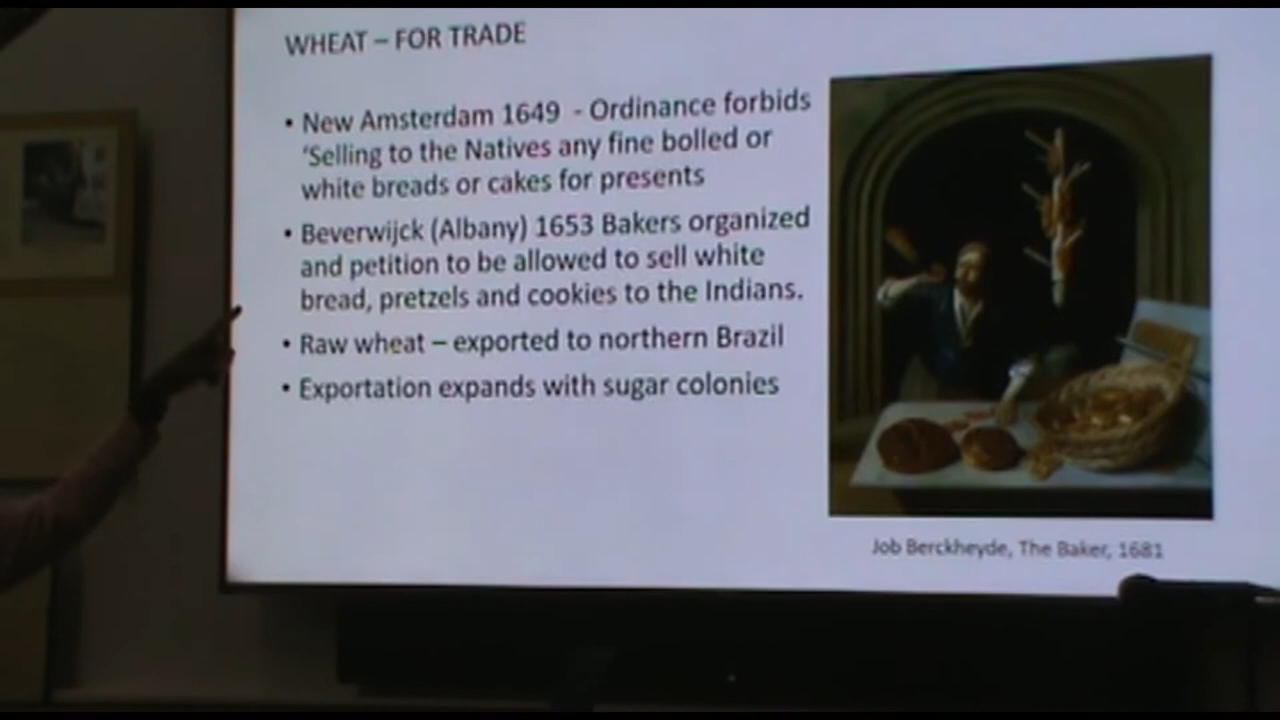 WHEAT – FOR TRADE
• New Amsterdam 1649 - Ordinance forbids
‘Selling to the Natives any fine bolled or
white breads or cakes for presents
• Beverwijck (Albany) 1653 Bakers organized
and petition to be allowed to sell white
bread, pretzels and cookies to the Indians.
• Raw wheat – exported to northern Brazil
• Exportation expands with sugar colonies
Job Berckheyde, The Baker, 1681